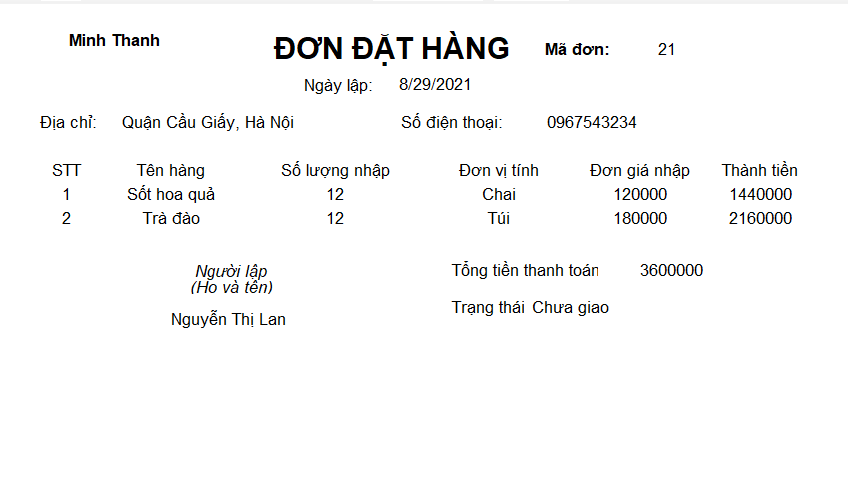 Minh Thanh ĐƠN ĐẶT HÀNG Mã đơn: 21
Ngày lập: 8/29/2021
Địa chỉ: Quận Cầu Giấy, Hà Nội Số điện thoại: 0967543234
STT Tên hàng Số lượng nhập Đơn vị tính Đơn giá nhập Thành tiền
1 Sốt hoa quả 12 Chai 120000 1440000
2 Trà đào 12 Túi 180000 2160000
Người lập Tổng tiền thanh toán 3600000
(Họ và tên)
Trạng thái Chưa giao
Nguyễn Thị Lan